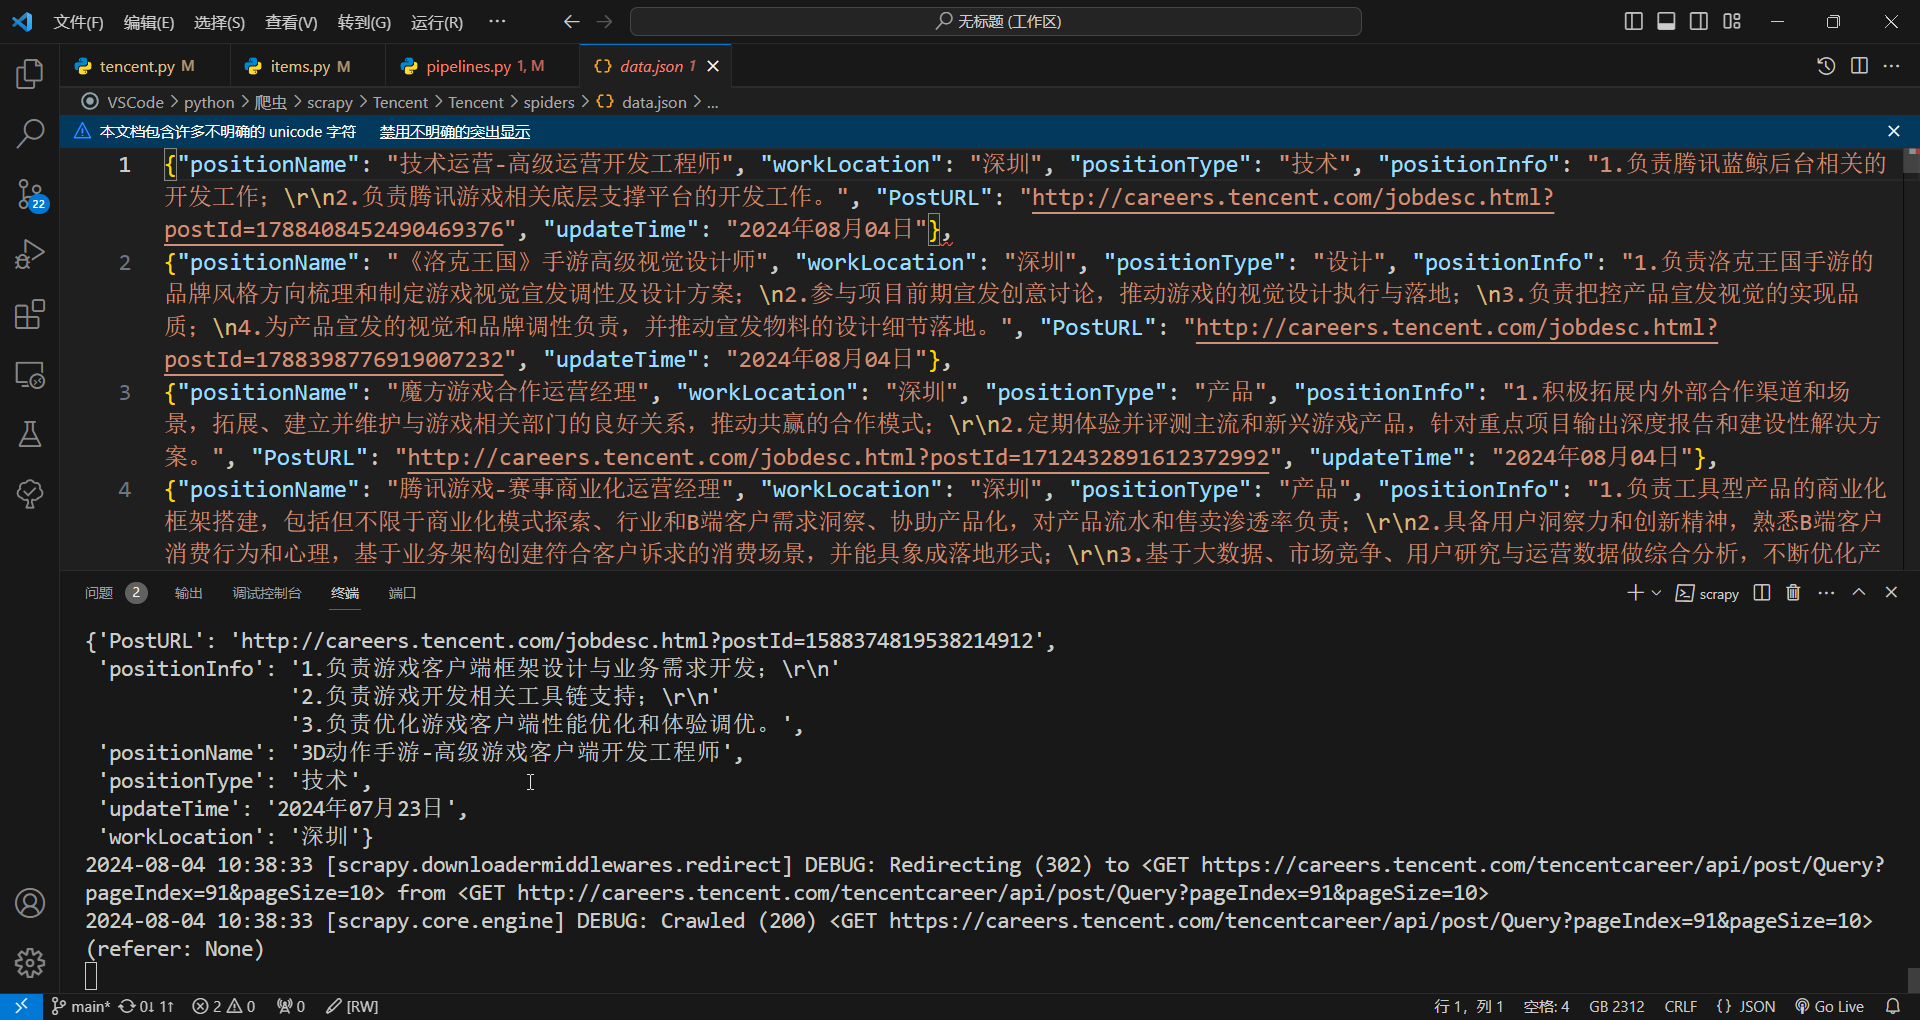 文件(F) 编辑(E) 选择(S) 查看(V) 转到(G) 运行(R) ··· 无标题 (工作区)
tencent.py M items.py M pipelines.py 1, M {} data.json 1
VSCode > python > 爬虫 > scrapy > Tencent > Tencent > spiders > {} data.json > ...
本文档包含许多不明确的 unicode 字符 禁用不明确的突出显示
1 {"positionName": "技术运营-高级运营开发工程师", "workLocation": "深圳", "positionType": "技术", "positionInfo": "1.负责腾讯蓝鲸后台相关的
开发工作；\r\n2.负责腾讯游戏相关底层支撑平台的开发工作。", "PostURL": "http://careers.tencent.com/jobdesc.html?
postId=1788408452490469376", "updateTime": "2024年08月04日"},
2 {"positionName": "《洛克王国》手游高级视觉设计师", "workLocation": "深圳", "positionType": "设计", "positionInfo": "1.负责洛克王国手游的
品牌风格方向梳理和制定游戏视觉宣发调性及设计方案；\n2.参与项目前期宣发创意讨论，推动游戏的视觉设计执行与落地；\n3.负责把控产品宣发视觉的实现品
质；\n4.为产品宣发的视觉和品牌调性负责，并推动宣发物料的设计细节落地。", "PostURL": "http://careers.tencent.com/jobdesc.html?
postId=1788398776919007232", "updateTime": "2024年08月04日"},
3 {"positionName": "魔方游戏合作运营经理", "workLocation": "深圳", "positionType": "产品", "positionInfo": "1.积极拓展内外部合作渠道和场
景，拓展、建立并维护与游戏相关部门的良好关系，推动共赢的合作模式；\r\n2.定期体验并评测主流和新兴游戏产品，针对重点项目输出深度报告和建设性解决方
案。", "PostURL": "http://careers.tencent.com/jobdesc.html?postId=1712432891612372992", "updateTime": "2024年08月04日"},
4 {"positionName": "腾讯游戏-赛事商业化运营经理", "workLocation": "深圳", "positionType": "产品", "positionInfo": "1.负责工具型产品的商业化
框架搭建，包括但不限于商业化模式探索、行业和B端客户需求洞察、协助产品化，对产品流水和售卖渗透率负责；\r\n2.具备用户洞察力和创新精神，熟悉B端客户
消费行为和心理，基于业务架构创建符合客户诉求的消费场景，并能具象成落地形式；\r\n3.基于大数据、市场竞争、用户研究与运营数据做综合分析，不断优化产
问题 2 输出 调试控制台 终端 端口 scrapy
{'PostURL': 'http://careers.tencent.com/jobdesc.html?postId=1588374819538214912',
'positionInfo': '1.负责游戏客户端框架设计与业务需求开发；\r\n'
'2.负责游戏开发相关工具链支持；\r\n'
'3.负责优化游戏客户端性能优化和体验调优。',
'positionName': '3D动作手游-高级游戏客户端开发工程师',
'positionType': '技术',
'updateTime': '2024年07月23日',
'workLocation': '深圳'}
2024-08-04 10:38:33 [scrapy.downloadermiddlewares.redirect] DEBUG: Redirecting (302) to <GET https://careers.tencent.com/tencentcareer/api/post/Query?
pageIndex=91&pageSize=10> from <GET http://careers.tencent.com/tencentcareer/api/post/Query?pageIndex=91&pageSize=10>
2024-08-04 10:38:33 [scrapy.core.engine] DEBUG: Crawled (200) <GET https://careers.tencent.com/tencentcareer/api/post/Query?pageIndex=91&pageSize=10>
(referer: None)
22
main* 0↓ 1↑ 2 0 0 [RW] 行 1，列 1 空格: 4 GB 2312 CRLF {} JSON Go Live